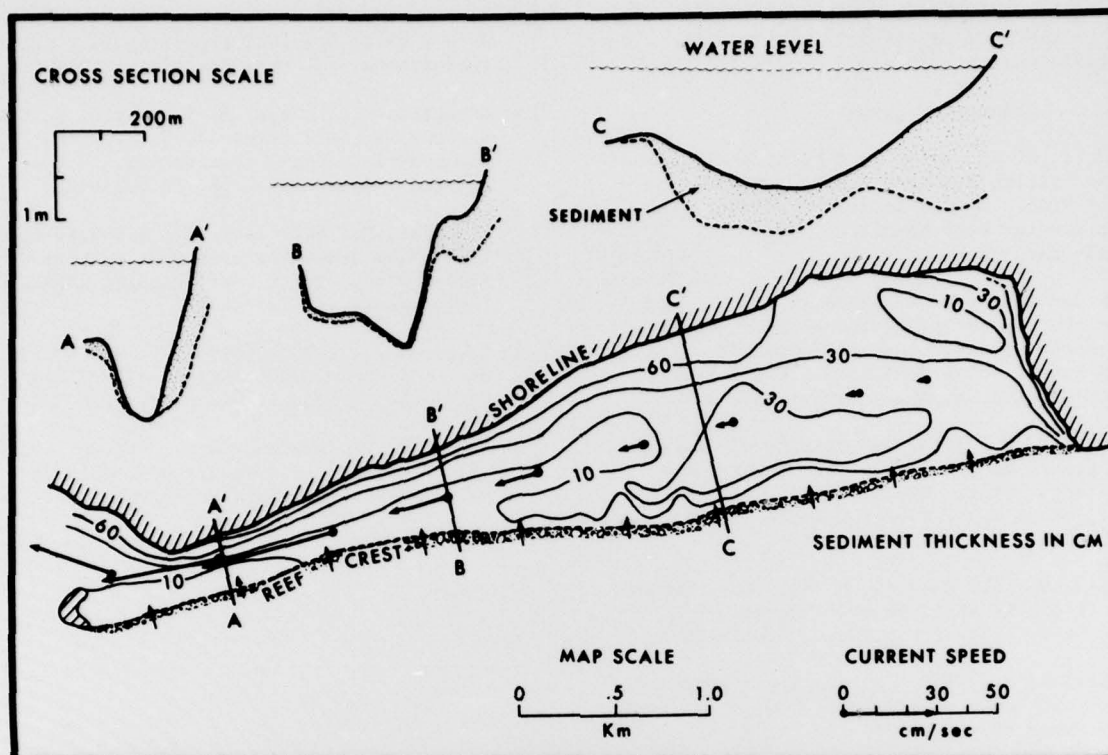 WATER LEVEL
C'
CROSS SECTION SCALE
200m
1m
C
B'
SEDIMENT
A'
B
A
C'
10
30
SHORELINE
60
30
B'
30
10
A'
60
10
REEF CREST
A
B
C
SEDIMENT THICKNESS IN CM
MAP SCALE
0 .5 1.0
Km
CURRENT SPEED
0 30 50
cm/sec